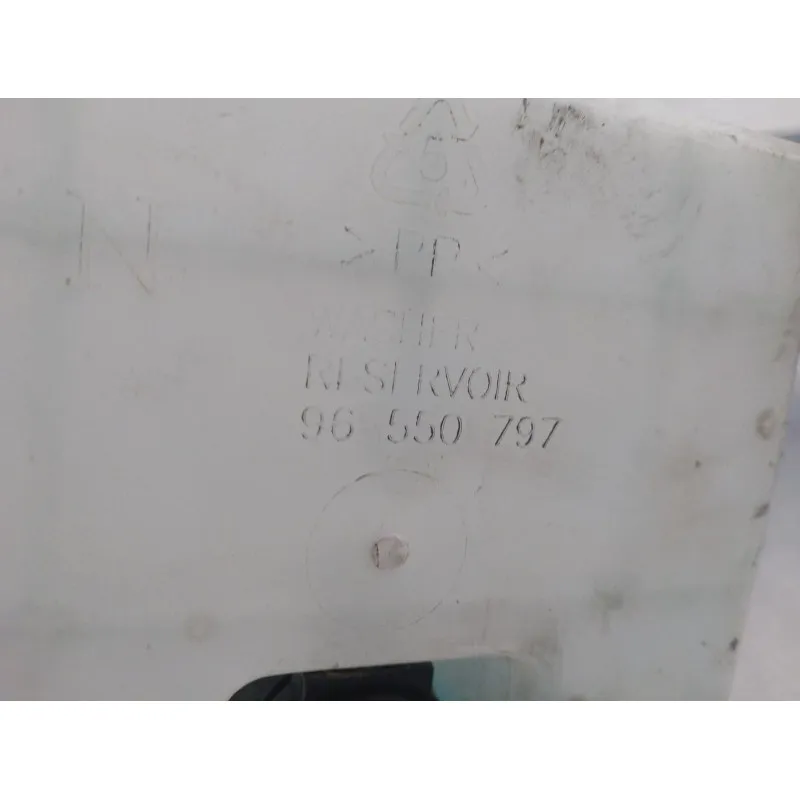 N
>PP<
WASHER
RESERVOIR
96 550 797